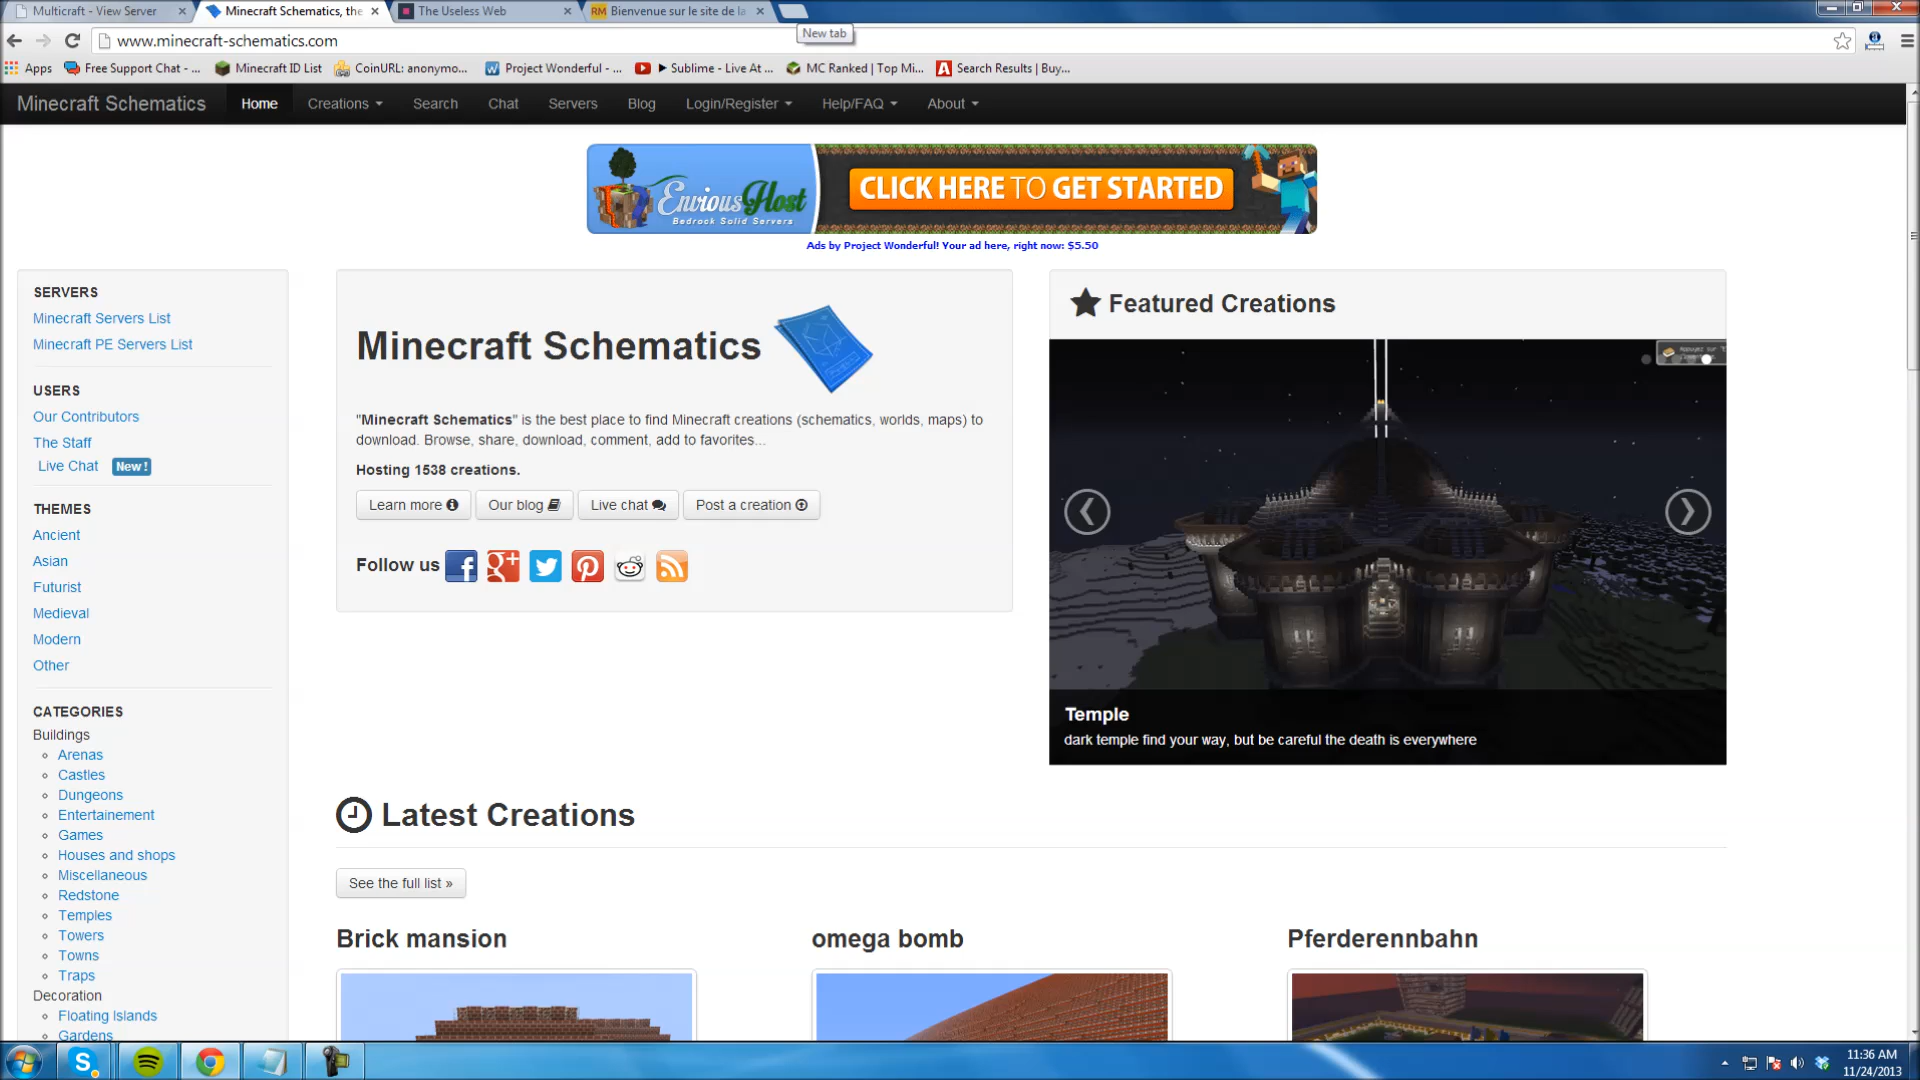 Multicraft - View Server
Minecraft Schematics, the
The Useless Web
RM Bienvenue sur le site de la
New tab
www.minecraft-schematics.com
Apps
Free Support Chat - ...
Minecraft ID List
CoinURL: anonymo...
W Project Wonderful - ...
► Sublime - Live At ...
MC Ranked | Top Mi...
A Search Results | Buy...
Minecraft Schematics
Home
Creations
Search
Chat
Servers
Blog
Login/Register
Help/FAQ
About
EnviousHost
Bedrock Solid Servers
CLICK HERE TO GET STARTED
Ads by Project Wonderful! Your ad here, right now: $5.50
SERVERS
Minecraft Servers List
Minecraft PE Servers List
USERS
Our Contributors
The Staff
Live Chat New !
THEMES
Ancient
Asian
Futurist
Medieval
Modern
Other
CATEGORIES
Buildings
Arenas
Castles
Dungeons
Entertainement
Games
Houses and shops
Miscellaneous
Redstone
Temples
Towers
Towns
Traps
Decoration
Floating Islands
Gardens
Minecraft Schematics
"Minecraft Schematics" is the best place to find Minecraft creations (schematics, worlds, maps) to
download. Browse, share, download, comment, add to favorites...
Hosting 1538 creations.
Learn more
Our blog
Live chat
Post a creation
Follow us
Featured Creations
Temple
dark temple find your way, but be careful the death is everywhere
Latest Creations
See the full list »
Brick mansion
omega bomb
Pferderennbahn
11:36 AM
11/24/2013